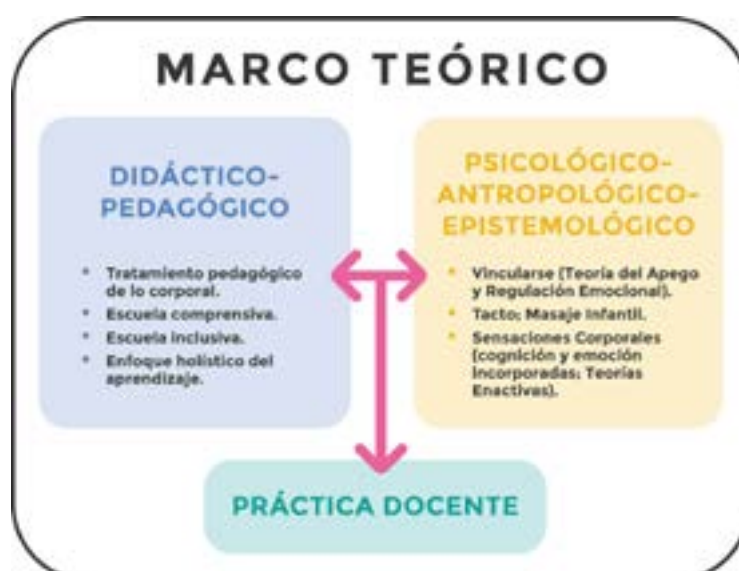 MARCO TEÓRICO
DIDÁCTICO-
PEDAGÓGICO
• Tratamiento pedagógico
de lo corporal.
• Escuela comprensiva.
• Escuela inclusiva.
• Enfoque holístico del
aprendizaje.
PSICOLÓGICO-
ANTROPOLÓGICO-
EPISTEMOLÓGICO
• Vincularse (Teoría del Apego
y Regulación Emocional).
• Tacto; Masaje Infantil.
• Sensaciones Corporales
(cognición y emoción
incorporadas; Teorías
Enactivas).
PRÁCTICA DOCENTE